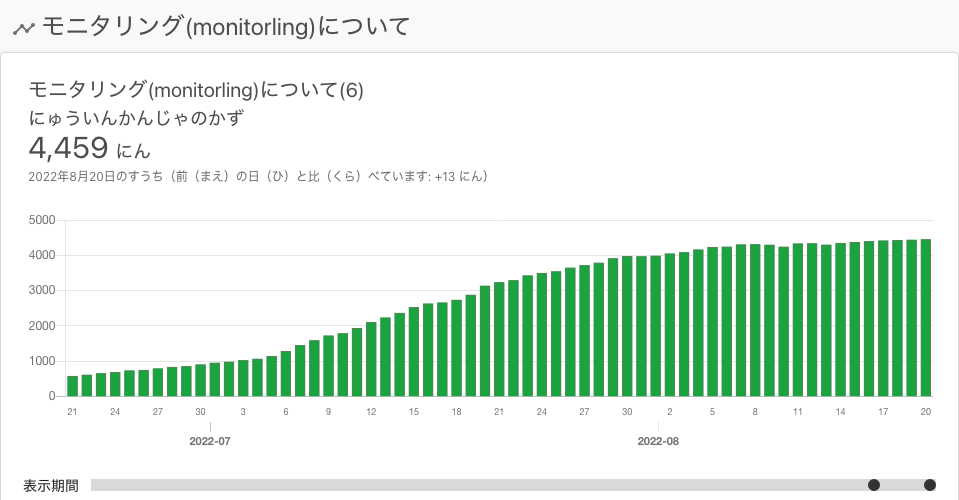 モニタリング(monitorling)について
モニタリング(monitorling)について(6)
にゅういんかんじゃのかず
4,459 にん
2022年8月20日のすうち（前（まえ）の日（ひ）と比（くら）べています: +13 にん）
5000
4000
3000
2000
1000
0
21 24 27 30 3 6 9 12 15 18 21 24 27 30 2 5 8 11 14 17 20
2022-07 2022-08
表示期間